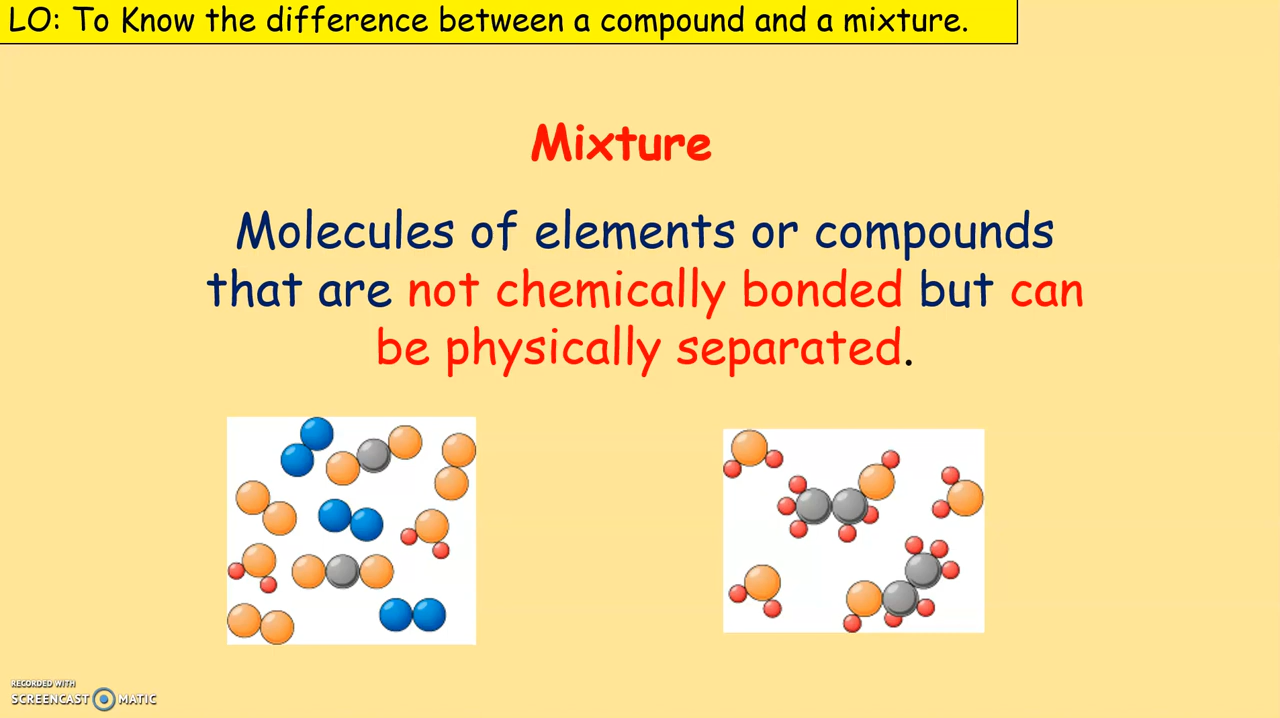 LO: To Know the difference between a compound and a mixture.
Mixture
Molecules of elements or compounds
that are not chemically bonded but can
be physically separated.
RECORDED WITH
SCREENCAST MATIC